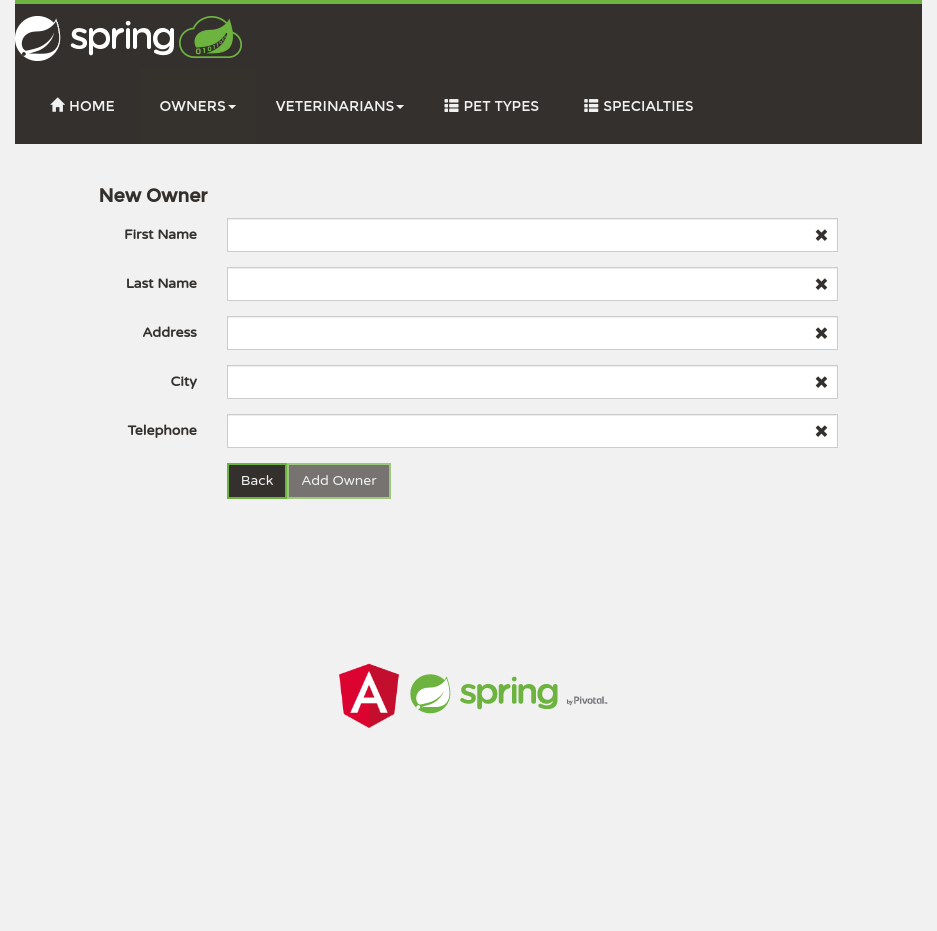 spring
HOME OWNERS VETERINARIANS PET TYPES SPECIALTIES
New Owner
First Name
Last Name
Address
City
Telephone
Back Add Owner
A spring by Pivotal